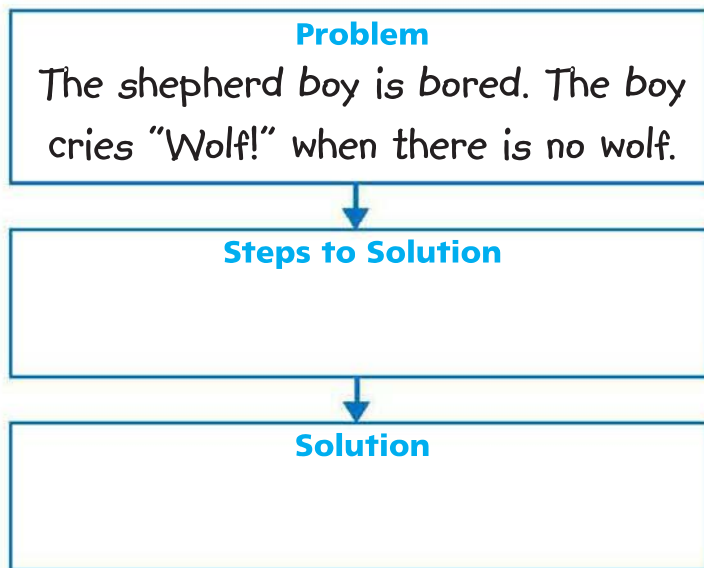 Problem
The shepherd boy is bored. The boy
cries "Wolf!" when there is no wolf.
Steps to Solution
Solution